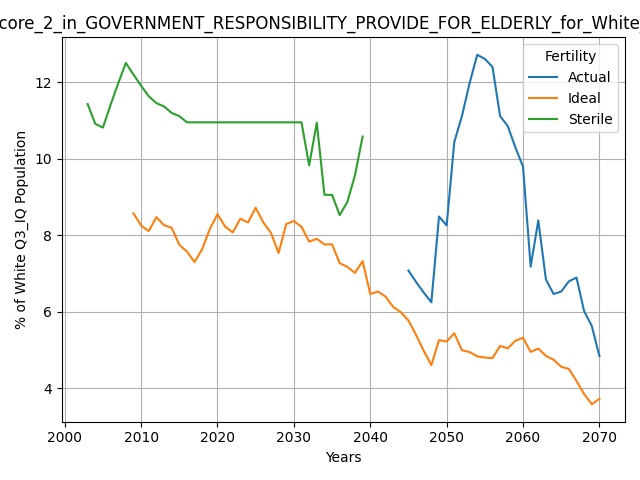 core_2_in_GOVERNMENT_RESPONSIBILITY_PROVIDE_FOR_ELDERLY_for_White_
Fertility
Actual
Ideal
Sterile
% of White Q3_IQ Population
12
10
8
6
4
2000
2010
2020
2030
2040
2050
2060
2070
Years